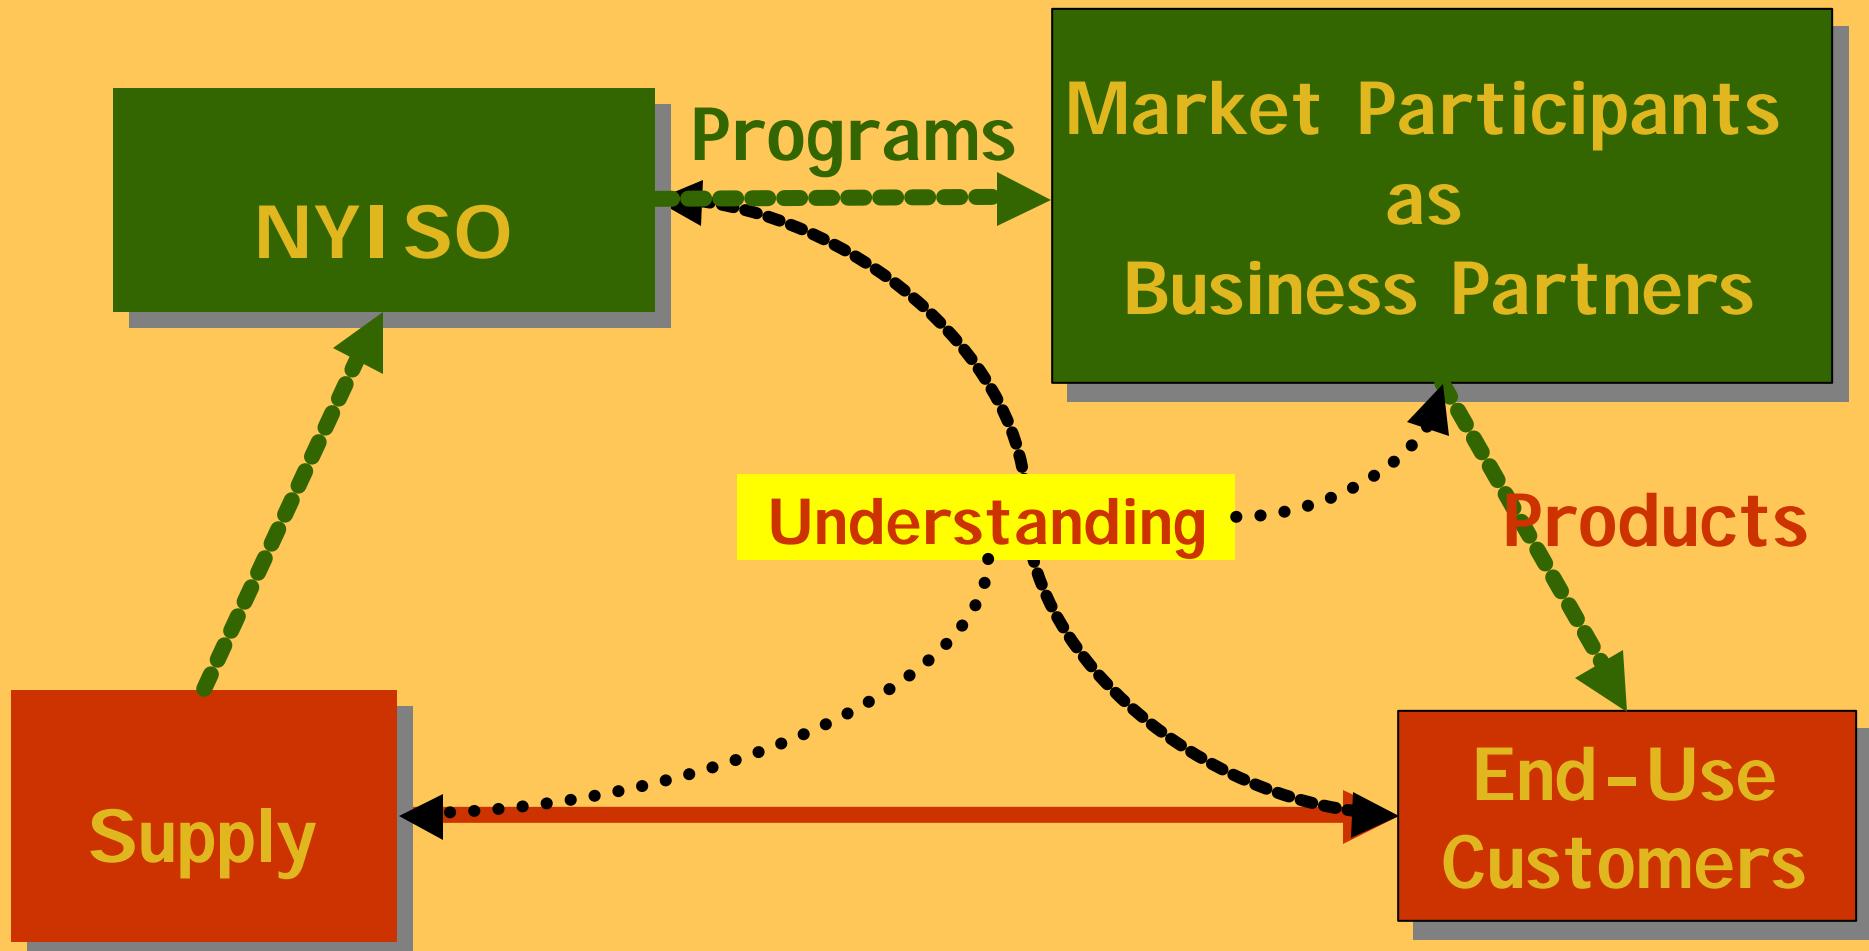 Market Participants
as
Business Partners
Programs
NYISO
Understanding
Products
Supply
End-Use
Customers